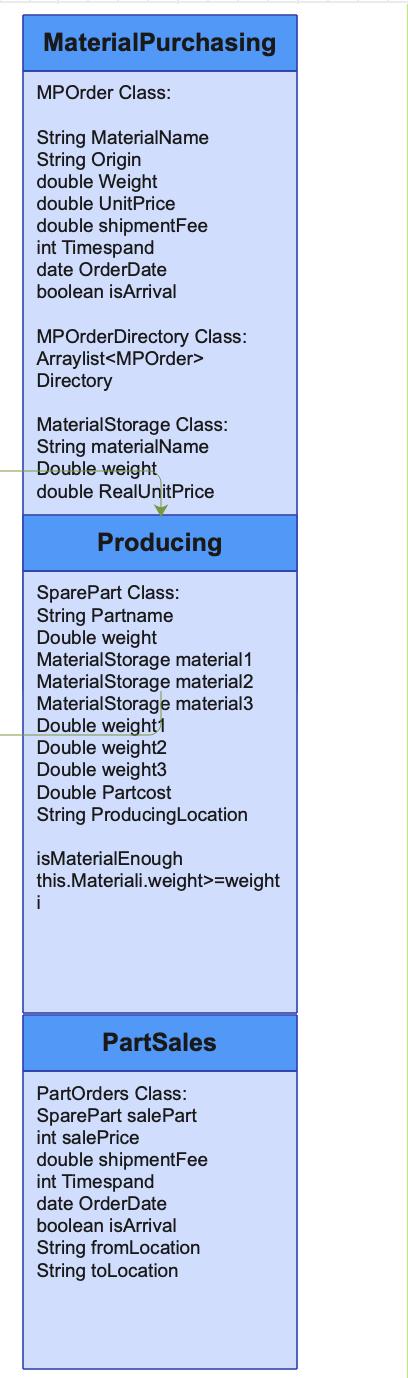 MaterialPurchasing
MPOrder Class:
String MaterialName
String Origin
double Weight
double UnitPrice
double shipmentFee
int Timespand
date OrderDate
boolean isArrival
MPOrderDirectory Class:
Arraylist<MPOrder>
Directory
MaterialStorage Class:
String materialName
Double weight
double RealUnitPrice
Producing
SparePart Class:
String Partname
Double weight
MaterialStorage material1
MaterialStorage material2
MaterialStorage material3
Double weight1
Double weight2
Double weight3
Double Partcost
String ProducingLocation
isMaterialEnough
this.Materiali.weight>=weight
i
PartSales
PartOrders Class:
SparePart salePart
int salePrice
double shipmentFee
int Timespand
date OrderDate
boolean isArrival
String fromLocation
String toLocation